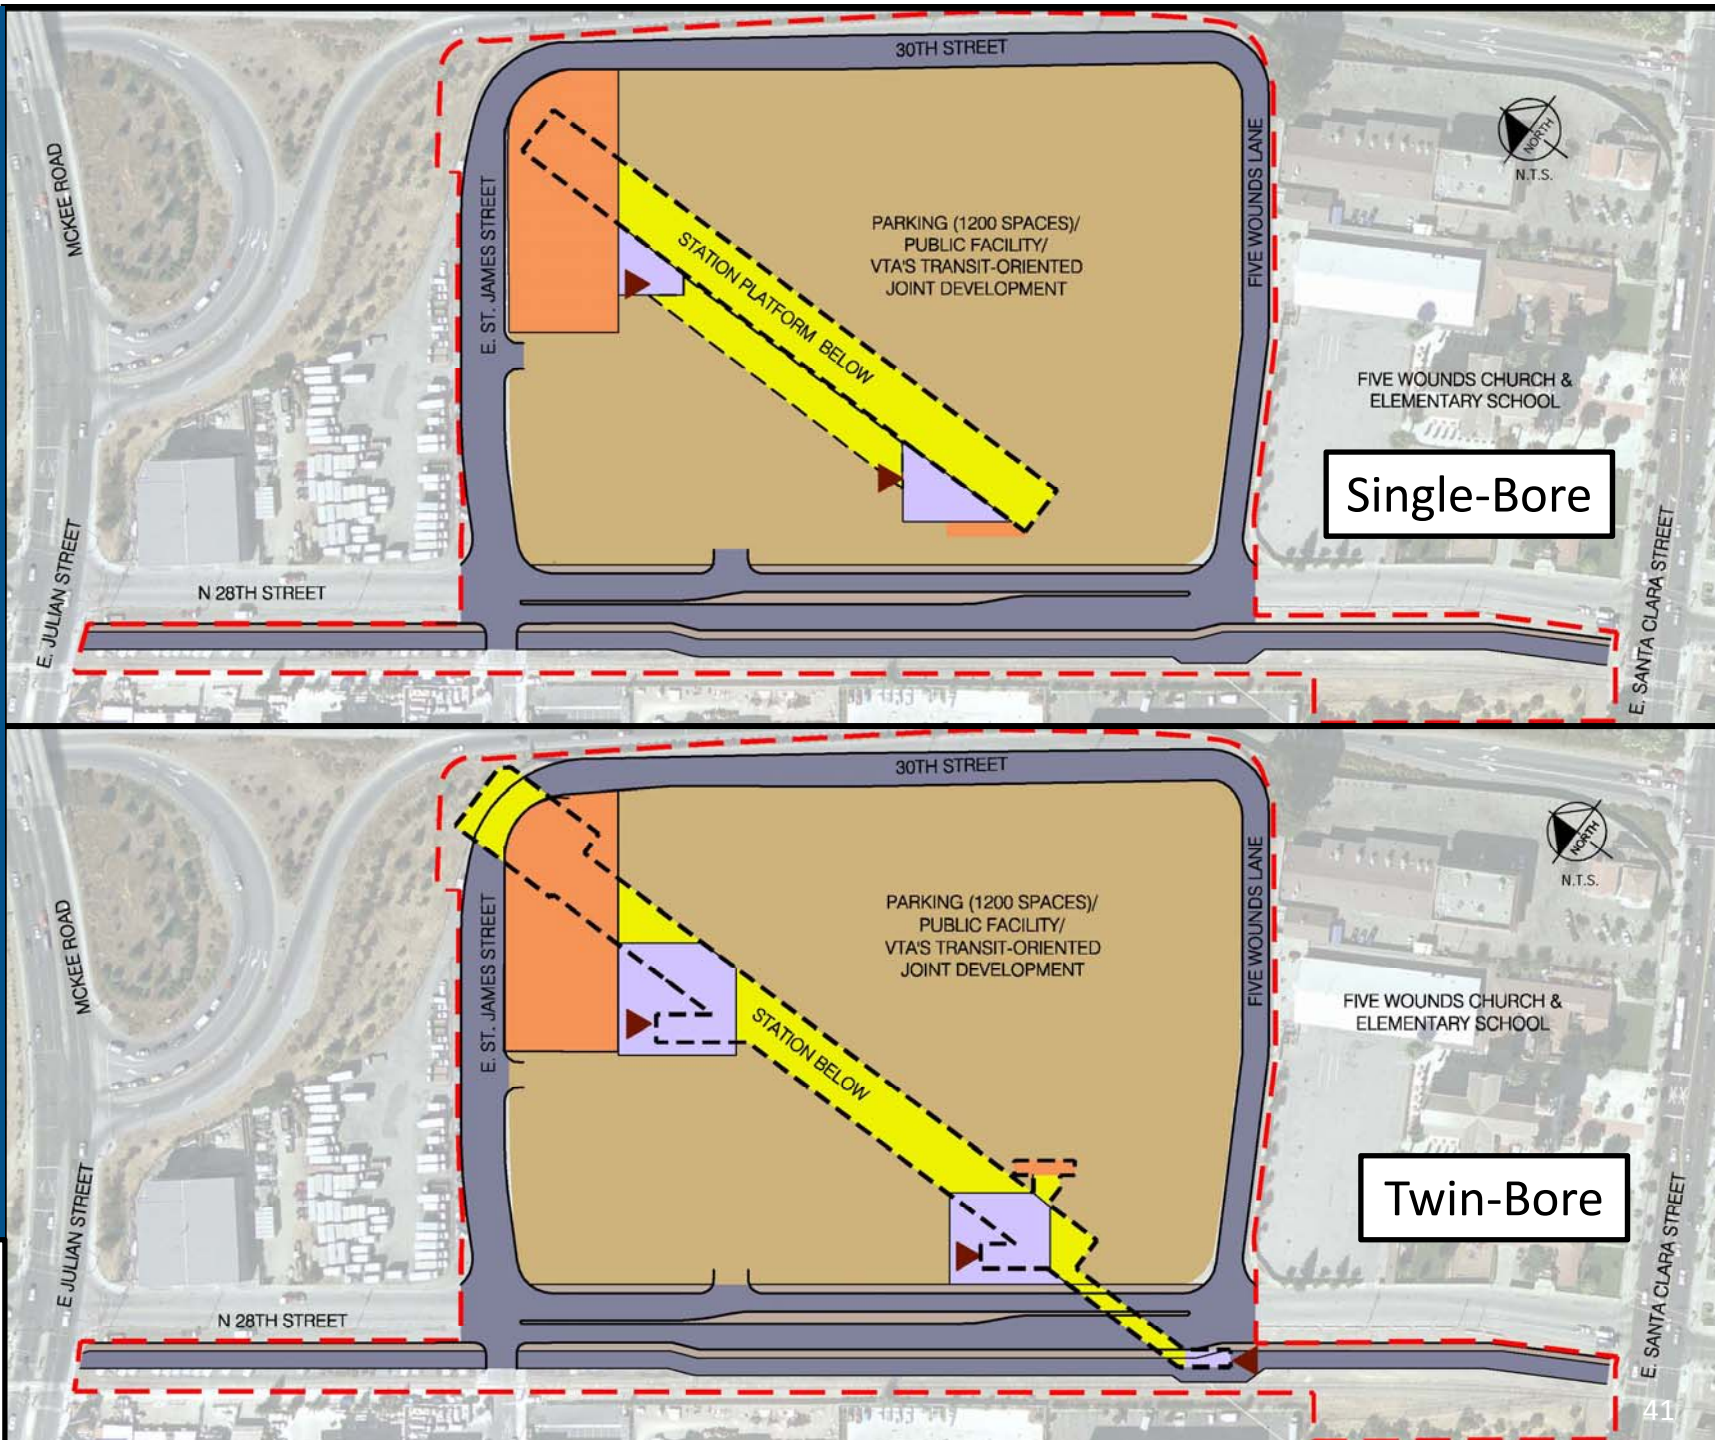 30TH STREET
MCKEE ROAD
E. ST. JAMES STREET
FIVE WOUNDS LANE
NORTH
N.T.S.
PARKING (1200 SPACES)/
PUBLIC FACILITY/
VTA'S TRANSIT-ORIENTED
JOINT DEVELOPMENT
STATION PLATFORM BELOW
FIVE WOUNDS CHURCH &
ELEMENTARY SCHOOL
Single-Bore
E. JULIAN STREET
N 28TH STREET
E. SANTA CLARA STREET
30TH STREET
MCKEE ROAD
E. ST. JAMES STREET
FIVE WOUNDS LANE
NORTH
N.T.S.
PARKING (1200 SPACES)/
PUBLIC FACILITY/
VTA'S TRANSIT-ORIENTED
JOINT DEVELOPMENT
STATION BELOW
FIVE WOUNDS CHURCH &
ELEMENTARY SCHOOL
Twin-Bore
E JULIAN STREET
N 28TH STREET
E. SANTA CLARA STREET
41